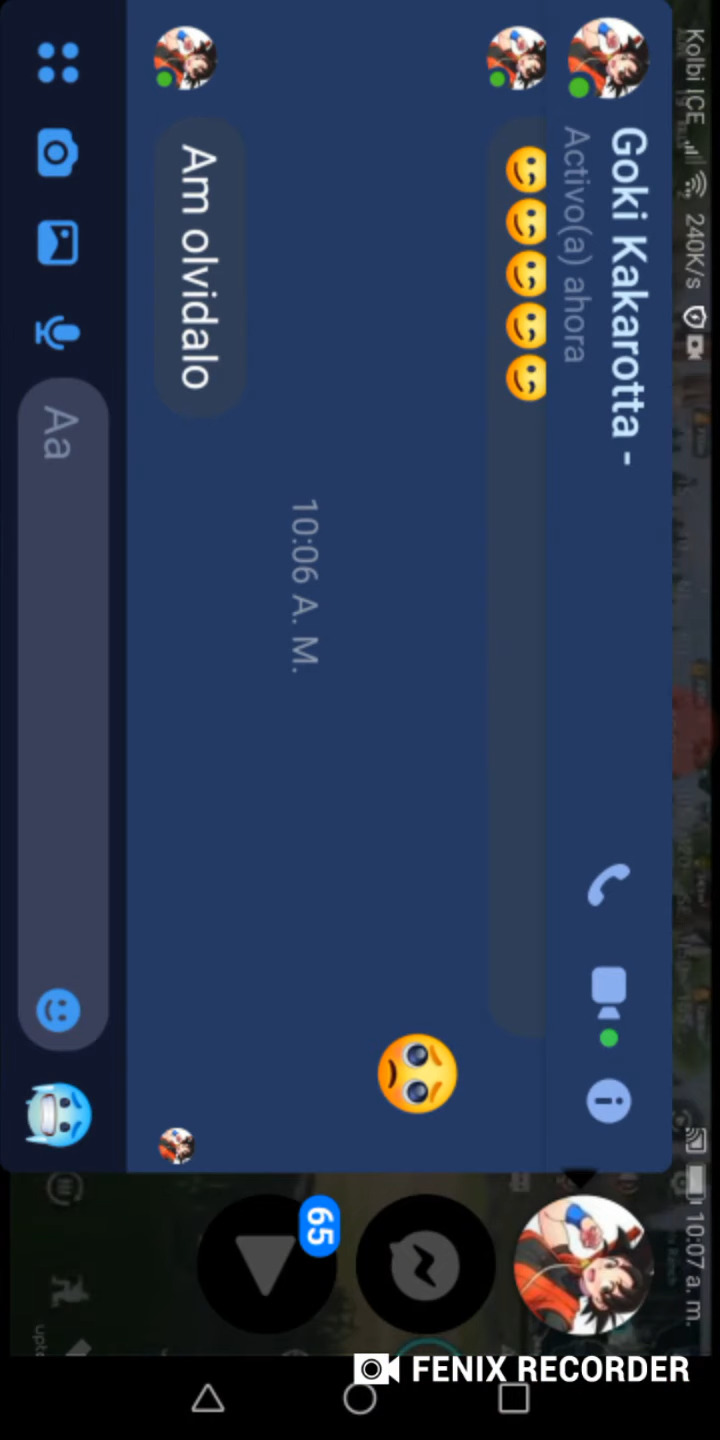 Kolbi ICE 240K/s 10:07 a. m.
Goki Kakarotta -
Activo(a) ahora
10:06 A. M.
Am olvidalo
Aa
65
FENIX RECORDER